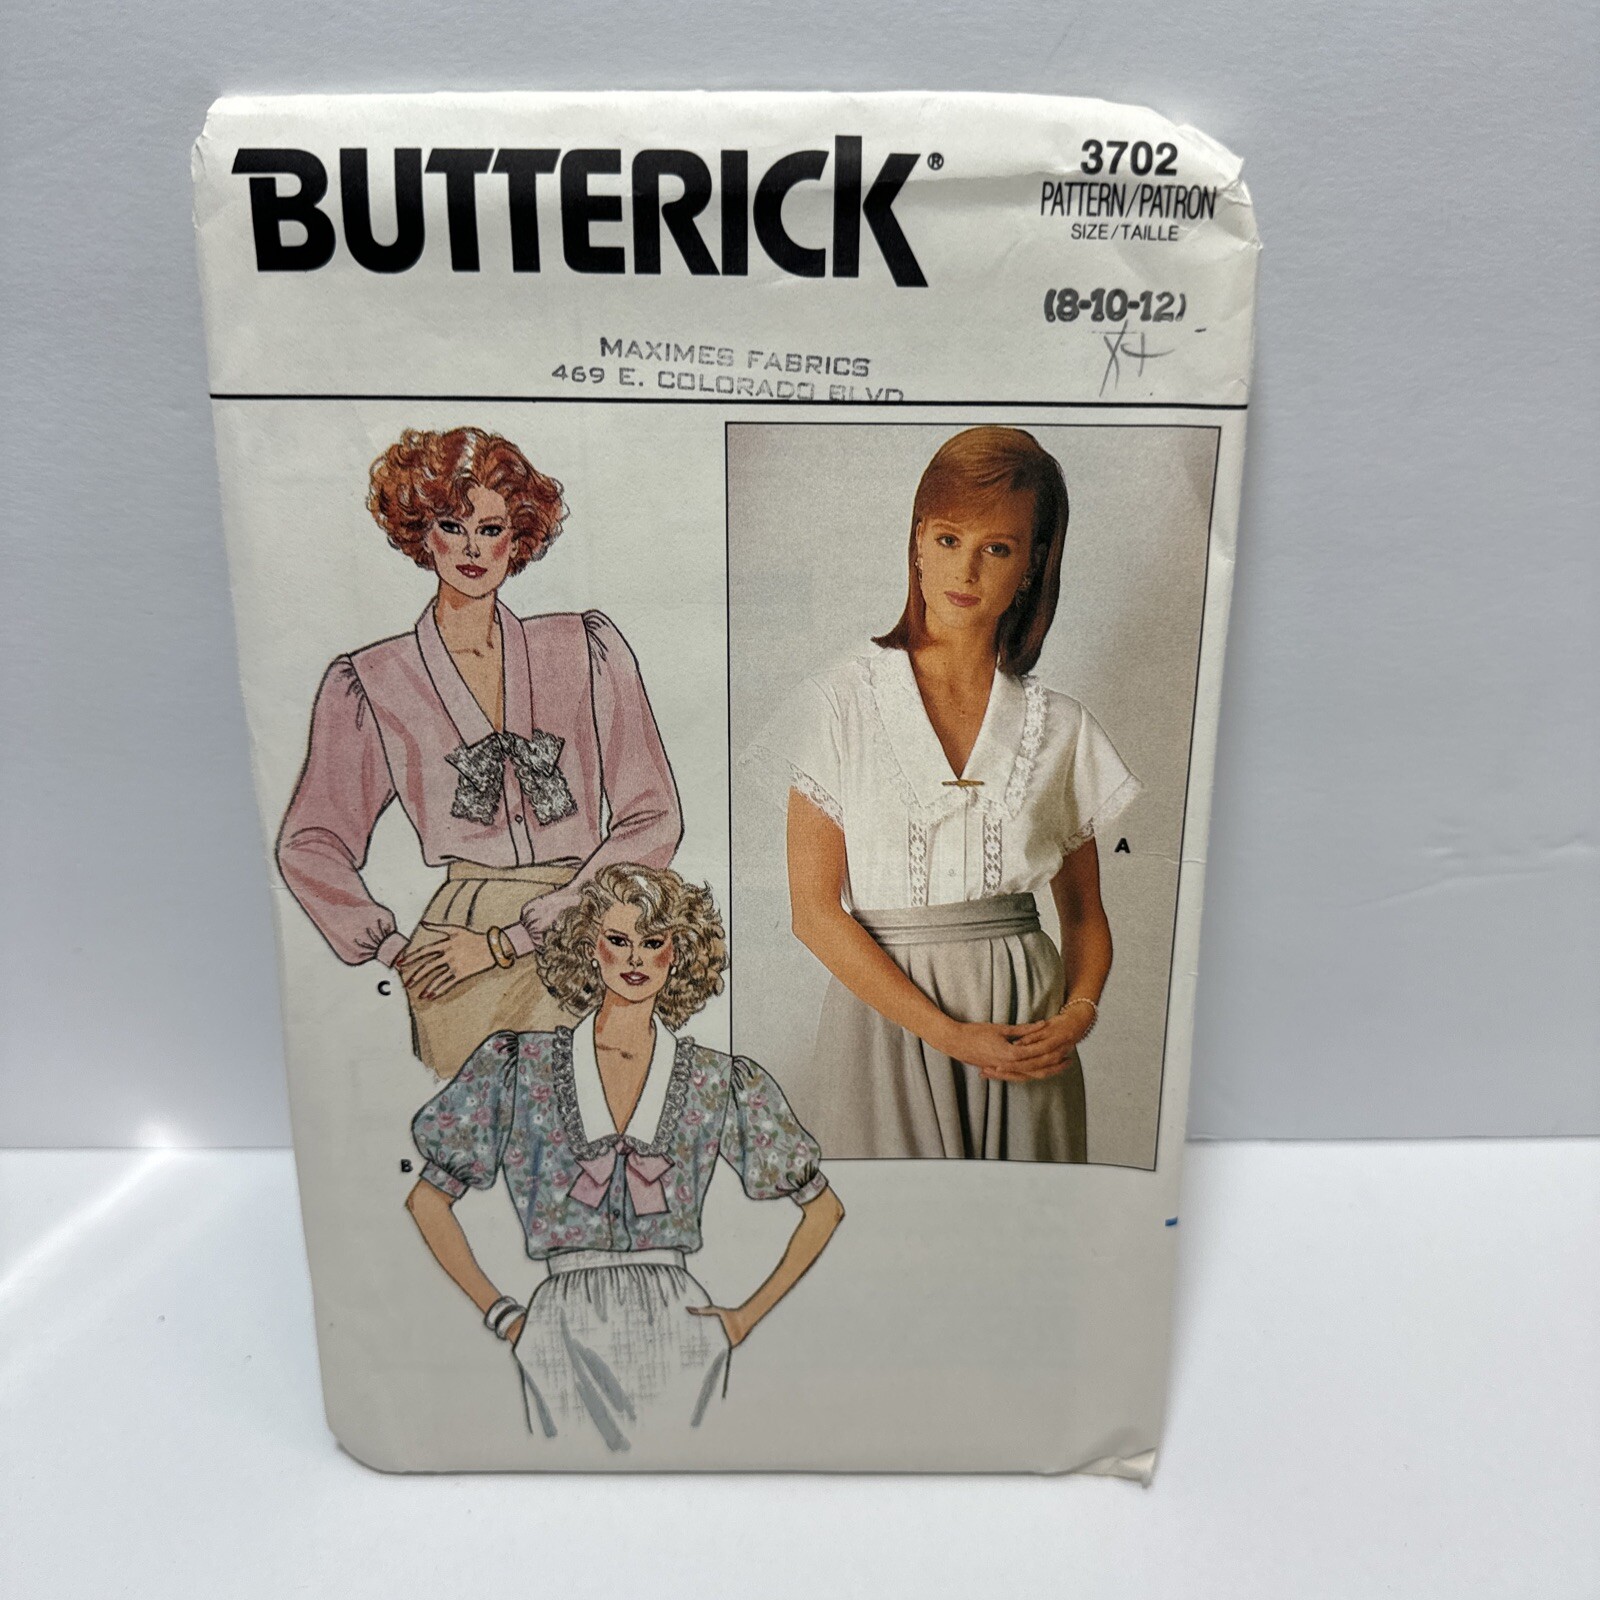 BUTTERICK®
3702
PATTERN/PATRON
SIZE/TAILLE
(8-10-12)
MAXIMES FABRICS
469 E. COLORADO BLVD
A
C
B